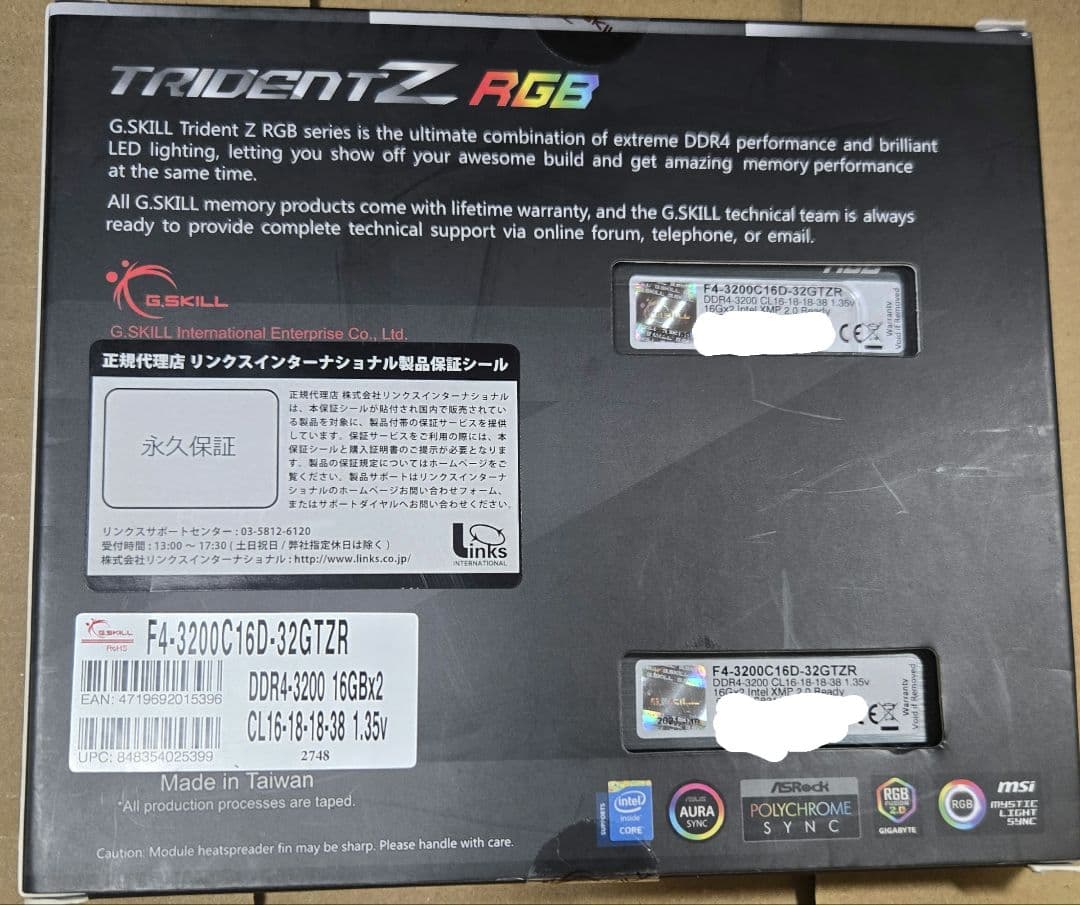 TRIDENTZ RGB
G.SKILL Trident Z RGB series is the ultimate combination of extreme DDR4 performance and brilliant
LED lighting, letting you show off your awesome build and get amazing memory performance
at the same time.
All G.SKILL memory products come with lifetime warranty, and the G.SKILL technical team is always
ready to provide complete technical support via online forum, telephone, or email.
G.SKILL
G.SKILL International Enterprise Co., Ltd.
F4-3200C16D-32GTZR
DDR4-3200 CL16-18-18-38 1.35v
16Gx2 Intel XMP 2.0 Ready
CE
Warranty
Void if Removed
正規代理店 リンクスインターナショナル製品保証シール
永久保証
正規代理店 株式会社リンクスインターナショナル
は、本保証シールが貼付され国内で販売されてい
る製品を対象に、製品付帯の保証サービスを提供
しています。保証サービスをご利用の際には、本
保証シールと購入証明書のご提示が必要となりま
す。製品の保証規定についてはホームページをご
覧ください。製品サポートはリンクスインターナ
ショナルのホームページお問い合わせフォーム、
またはサポートダイヤルへお問い合わせください。
リンクスサポートセンター : 03-5812-6120
受付時間 : 13:00 ～ 17:30 ( 土日祝日 / 弊社指定休日は除く )
株式会社リンクスインターナショナル : http://www.links.co.jp/
Links
INTERNATIONAL
G.SKILL
RoHS
F4-3200C16D-32GTZR
EAN: 4719692015396
DDR4-3200 16GBx2
CL16-18-18-38 1.35v
UPC: 848354025399
2748
F4-3200C16D-32GTZR
DDR4-3200 CL16-18-18-38 1.35v
16Gx2 Intel XMP 2.0 Ready
CE
Warranty
Void if Removed
Made in Taiwan
*All production processes are taped.
Caution: Module heatspreader fin may be sharp. Please handle with care.
SUPPORTS
intel
inside
CORE
ASUS
AURA
SYNC
ASRock
POLYCHROME
SYNC
RGB
FUSION
2.0
GIGABYTE
RGB
msi
MYSTIC
LIGHT
SYNC